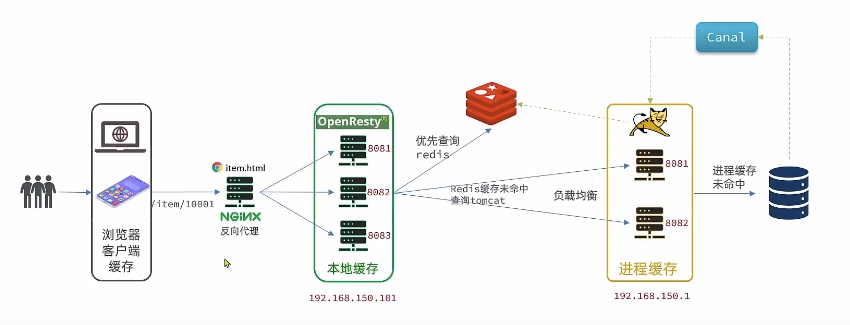 Canal
OpenResty
item.html
8081
8082
8083
优先查询
redis
8081
8082
Redis缓存未命中
查询tomcat
负载均衡
进程缓存
未命中
/item/10001
NGINX
反向代理
浏览器
客户端
缓存
本地缓存
进程缓存
192.168.150.101
192.168.150.1